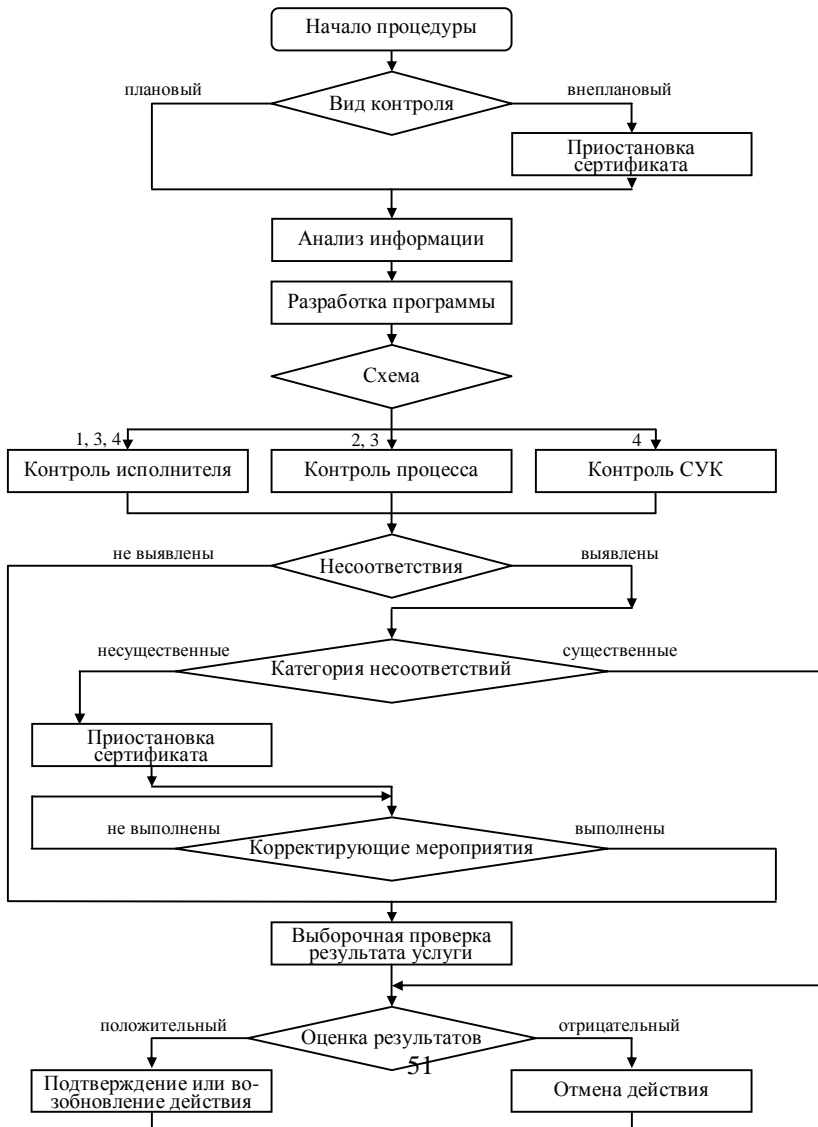 Начало процедуры
плановый
внеплановый
Вид контроля
Приостановка
сертификата
Анализ информации
Разработка программы
Схема
1, 3, 4
2, 3
4
Контроль исполнителя
Контроль процесса
Контроль СУК
не выявлены
выявлены
Несоответствия
несущественные
существенные
Категория несоответствий
Приостановка
сертификата
не выполнены
выполнены
Корректирующие мероприятия
Выборочная проверка
результата услуги
положительный
отрицательный
Оценка результатов
51
Подтверждение или во-
зобновление действия
Отмена действия